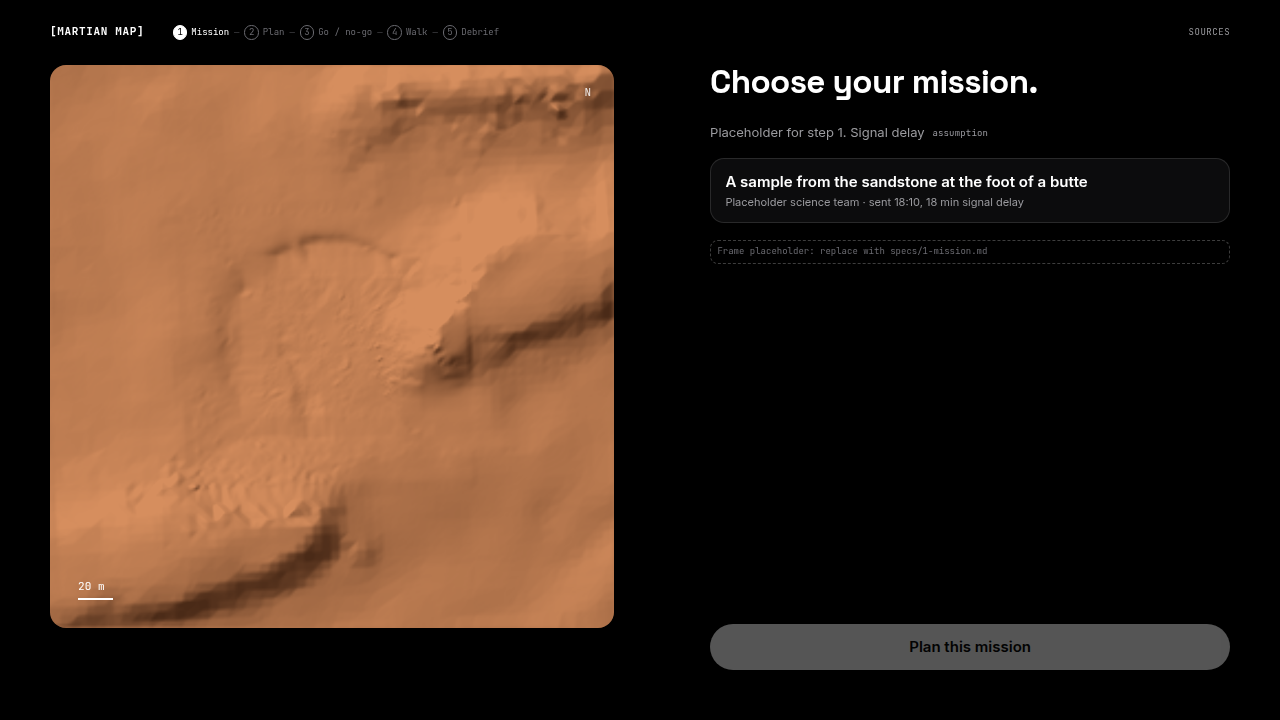 [MARTIAN MAP]
1 Mission — 2 Plan — 3 Go / no-go — 4 Walk — 5 Debrief
SOURCES
N
20 m
Choose your mission.
Placeholder for step 1. Signal delay assumption
A sample from the sandstone at the foot of a butte
Placeholder science team · sent 18:10, 18 min signal delay
Frame placeholder: replace with specs/1-mission.md
Plan this mission